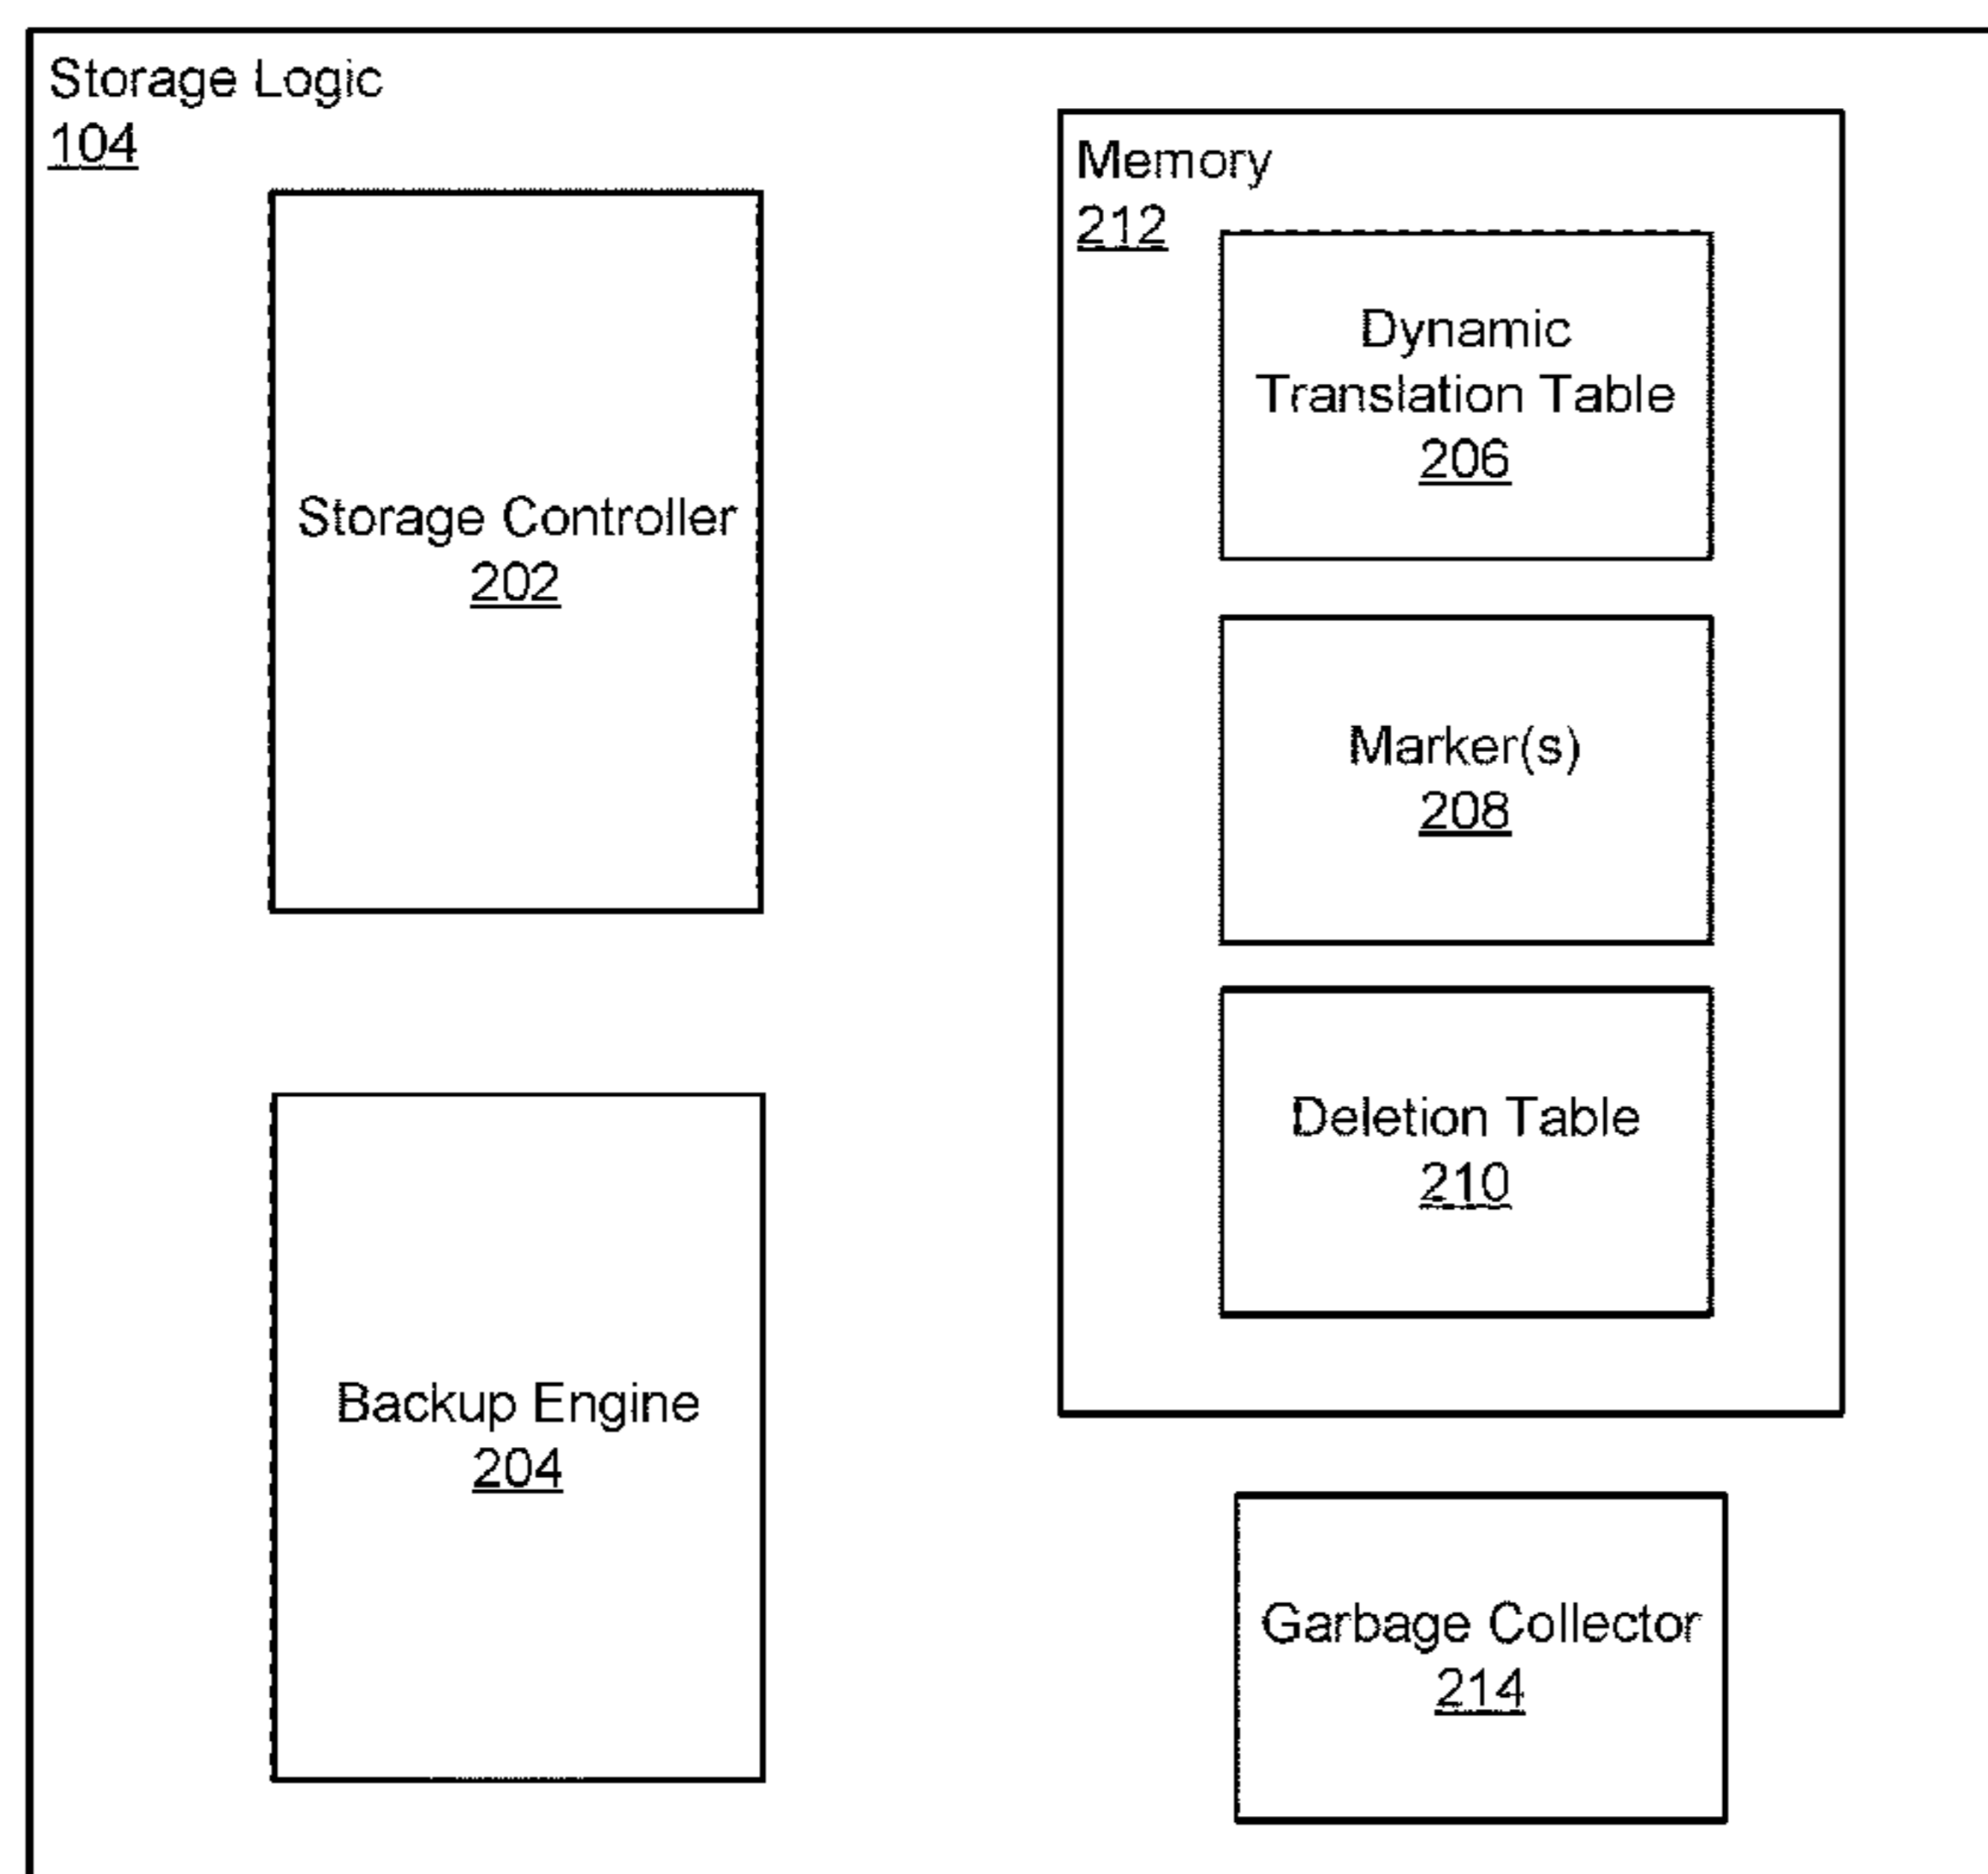 Storage Logic
104
Storage Controller
202
Backup Engine
204
Memory
212
Dynamic
Translation Table
206
Marker(s)
208
Deletion Table
210
Garbage Collector
214